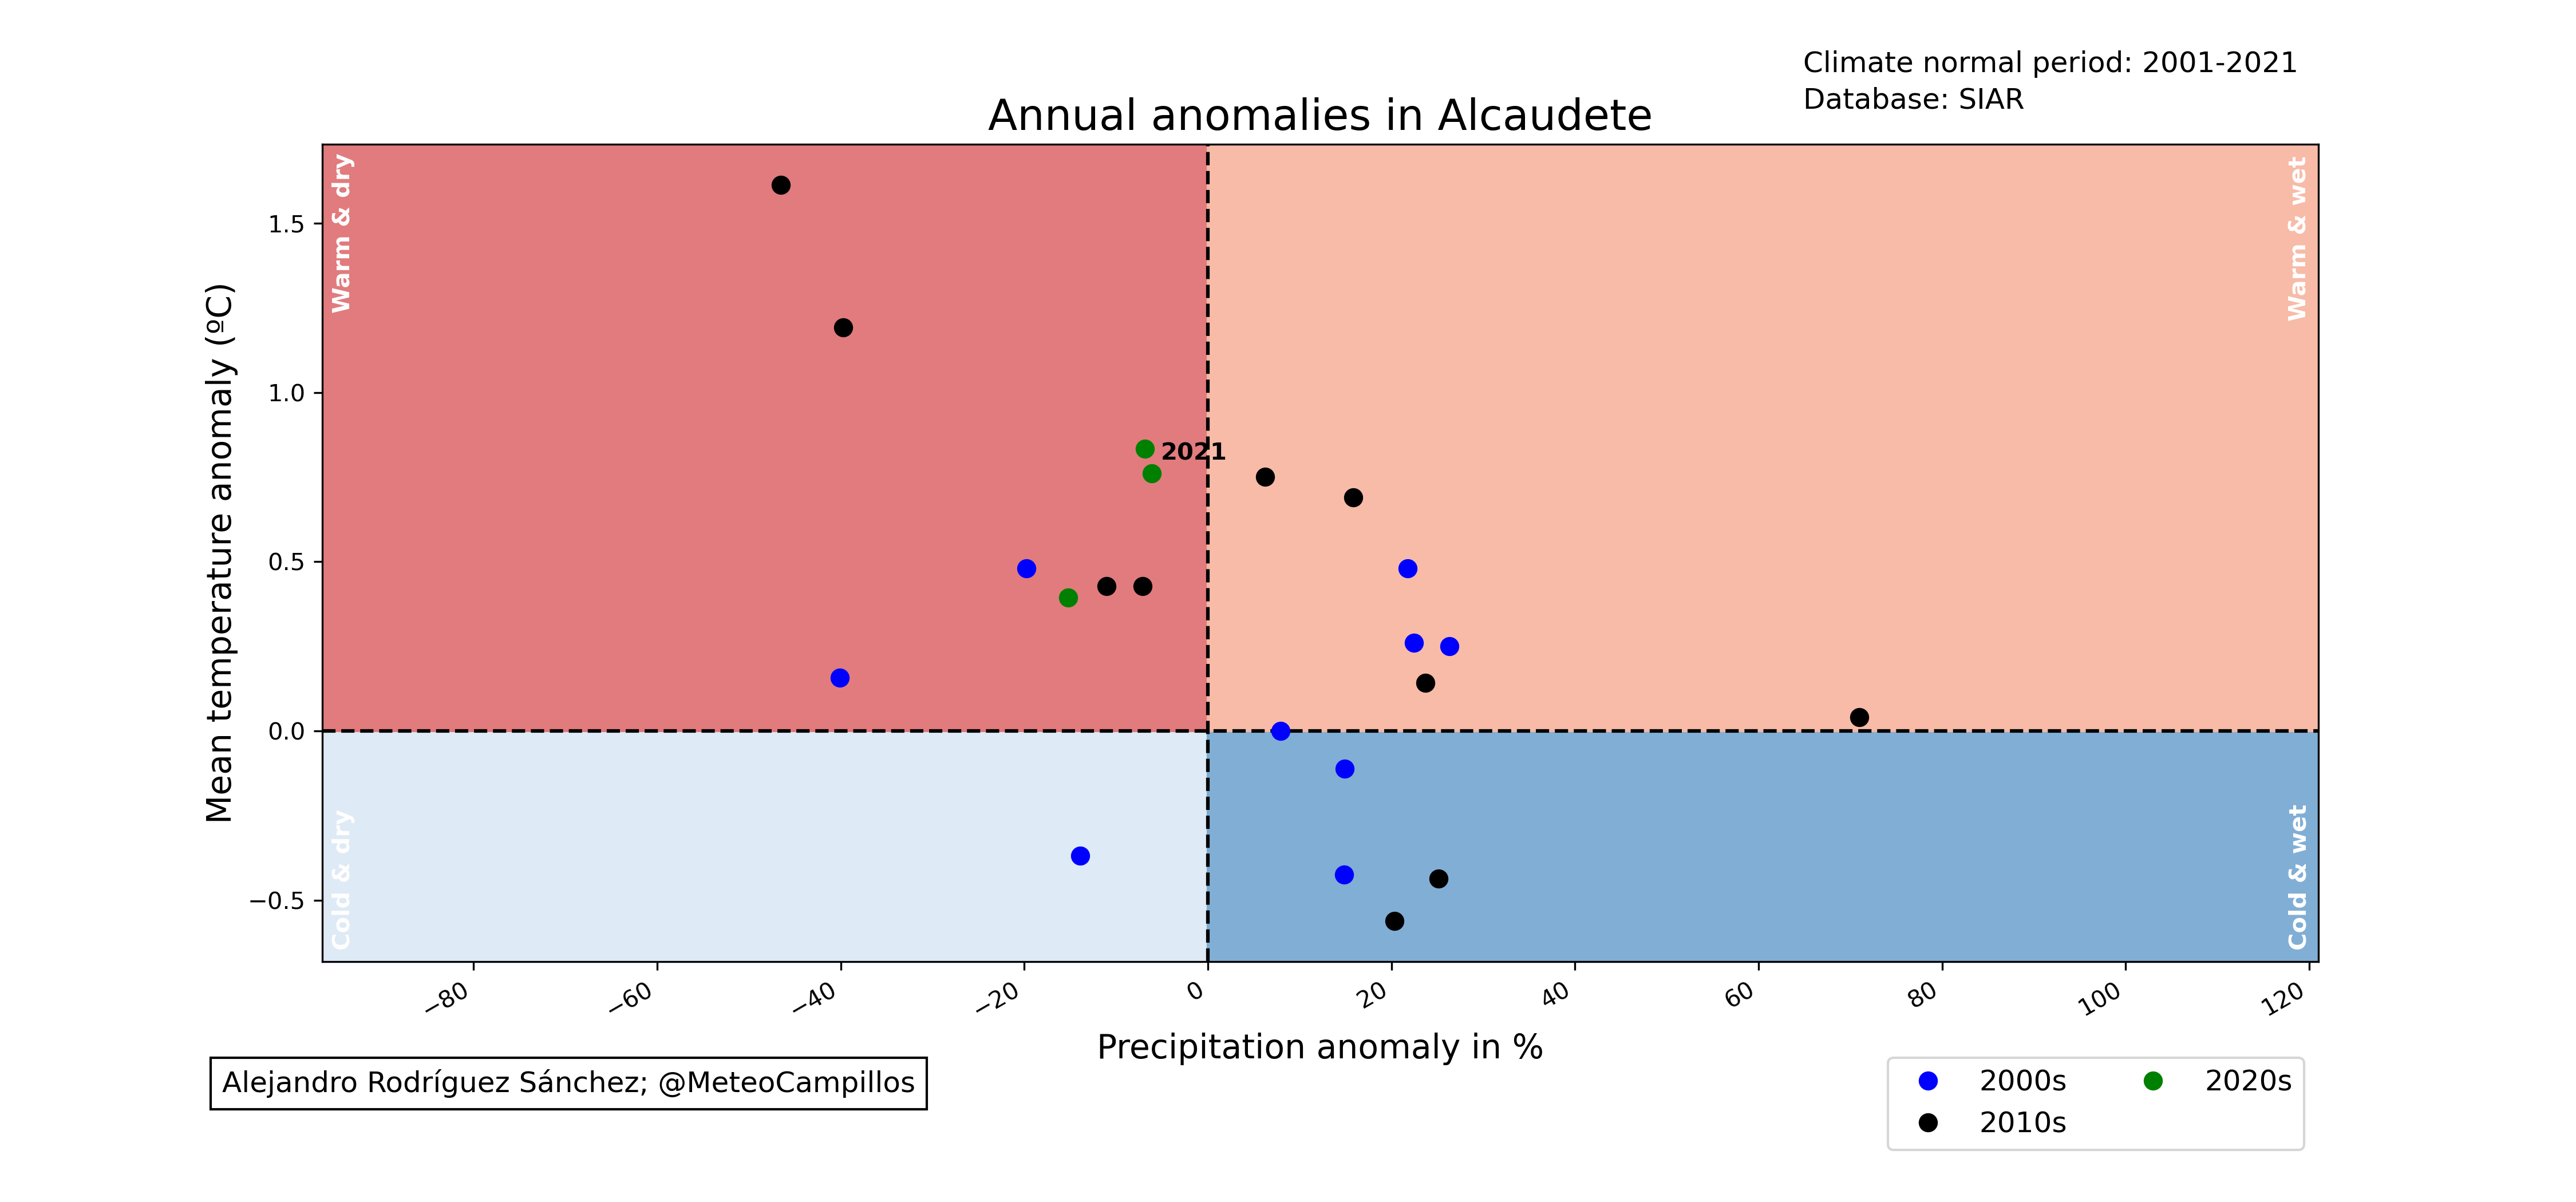 Climate normal period: 2001-2021
Database: SIAR
Annual anomalies in Alcaudete
Warm & dry
Warm & wet
Mean temperature anomaly (ºC)
1.5
1.0
0.5
0.0
−0.5
2021
Cold & dry
Cold & wet
−80
−60
−40
−20
0
20
40
60
80
100
120
Precipitation anomaly in %
Alejandro Rodríguez Sánchez; @MeteoCampillos
2000s
2010s
2020s